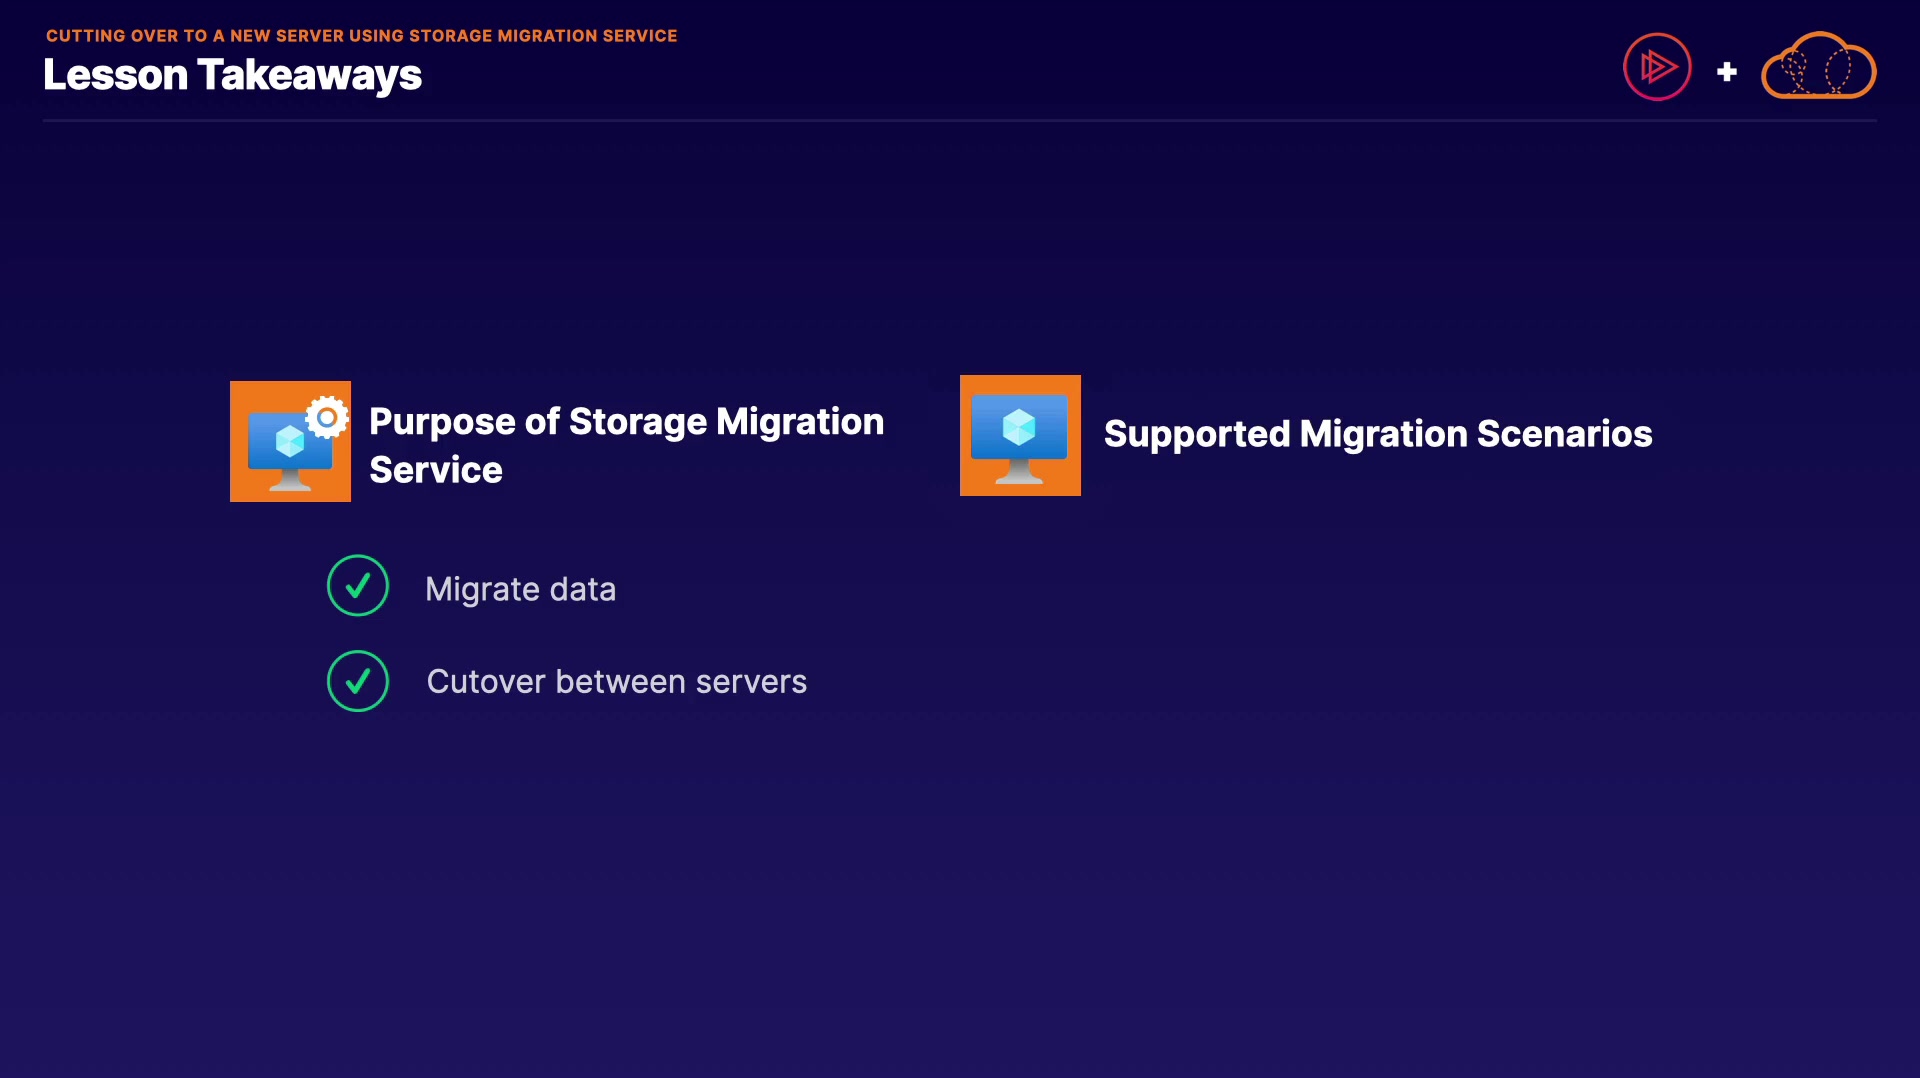 CUTTING OVER TO A NEW SERVER USING STORAGE MIGRATION SERVICE
Lesson Takeaways
Purpose of Storage Migration
Service
Migrate data
Cutover between servers
Supported Migration Scenarios